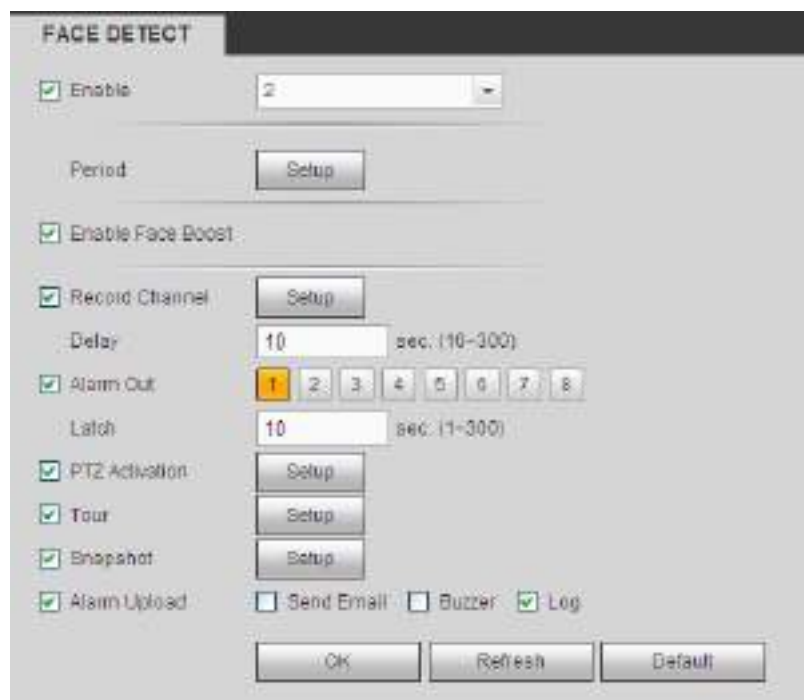 FACE DETECT
Enable 2
Period Setup
Enable Face Boost
Record Channel Setup
Delay 10 sec. (10~300)
Alarm Out 1 2 3 4 5 6 7 8
Latch 10 sec. (1~300)
PTZ Activation Setup
Tour Setup
Snapshot Setup
Alarm Upload Send Email Buzzer Log
OK Refresh Default